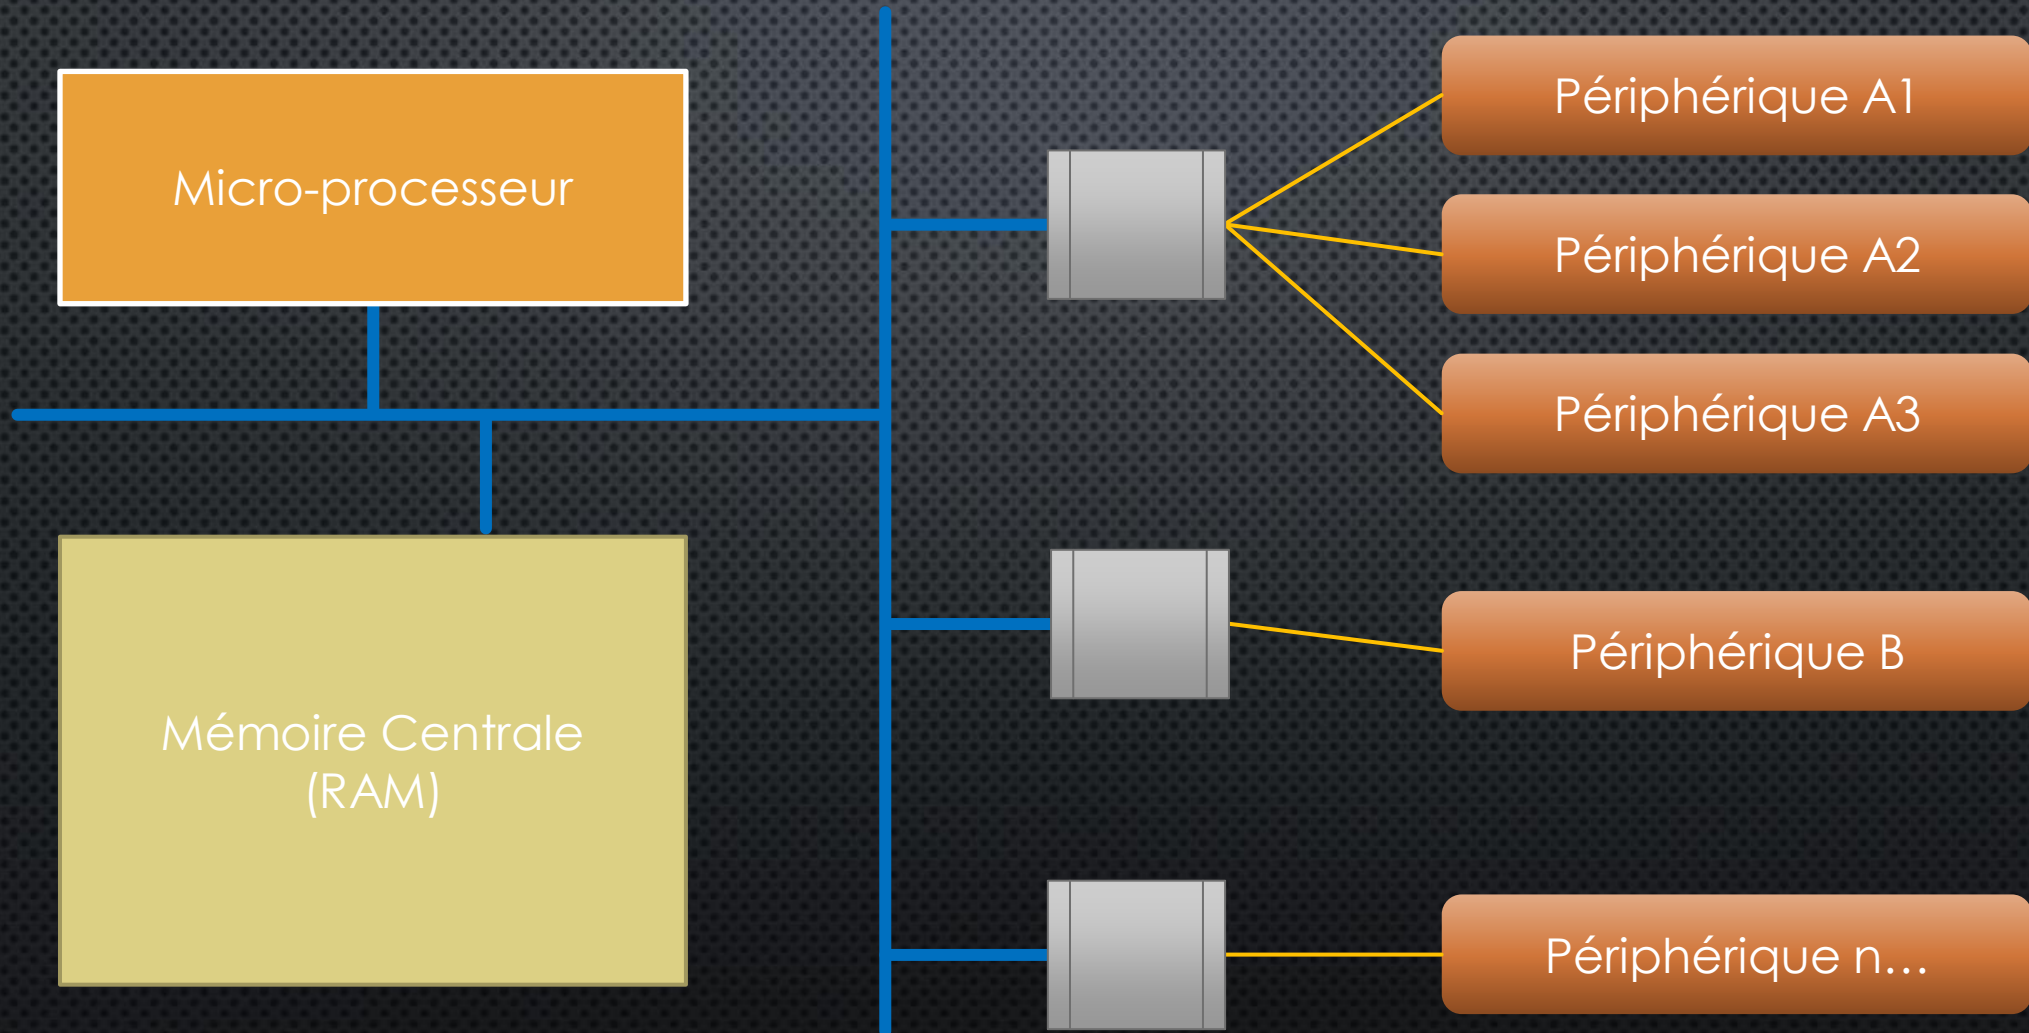 Micro-processeur
Mémoire Centrale
(RAM)
Périphérique A1
Périphérique A2
Périphérique A3
Périphérique B
Périphérique n…